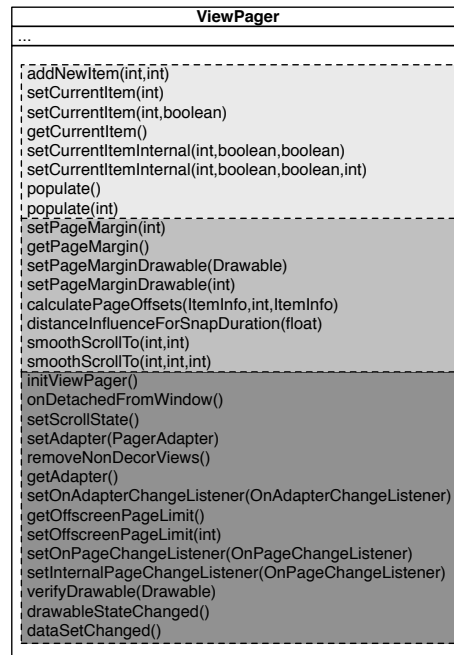 ViewPager
...
addNewItem(int,int)
setCurrentItem(int)
setCurrentItem(int,boolean)
getCurrentItem()
setCurrentItemInternal(int,boolean,boolean)
setCurrentItemInternal(int,boolean,boolean,int)
populate()
populate(int)
setPageMargin(int)
getPageMargin()
setPageMarginDrawable(Drawable)
setPageMarginDrawable(int)
calculatePageOffsets(ItemInfo,int,ItemInfo)
distanceInfluenceForSnapDuration(float)
smoothScrollTo(int,int)
smoothScrollTo(int,int,int)
initViewPager()
onDetachedFromWindow()
setScrollState()
setAdapter(PagerAdapter)
removeNonDecorViews()
getAdapter()
setOnAdapterChangeListener(OnAdapterChangeListener)
getOffscreenPageLimit()
setOffscreenPageLimit(int)
setOnPageChangeListener(OnPageChangeListener)
setInternalPageChangeListener(OnPageChangeListener)
verifyDrawable(Drawable)
drawableStateChanged()
dataSetChanged()